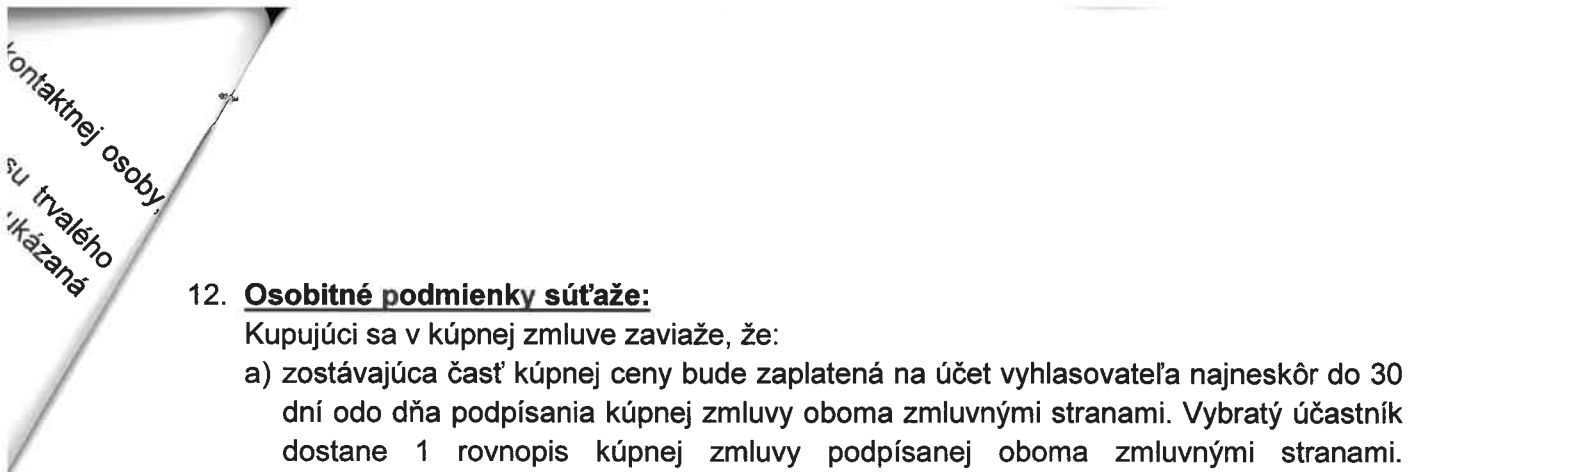 kontaktnej osoby,
su trvalého
ukázaná
12. Osobitné podmienky súťaže:
Kupujúci sa v kúpnej zmluve zaviaže, že:
a) zostávajúca časť kúpnej ceny bude zaplatená na účet vyhlasovateľa najneskôr do 30
dní odo dňa podpísania kúpnej zmluvy oboma zmluvnými stranami. Vybratý účastník
dostane 1 rovnopis kúpnej zmluvy podpísanej oboma zmluvnými stranami.